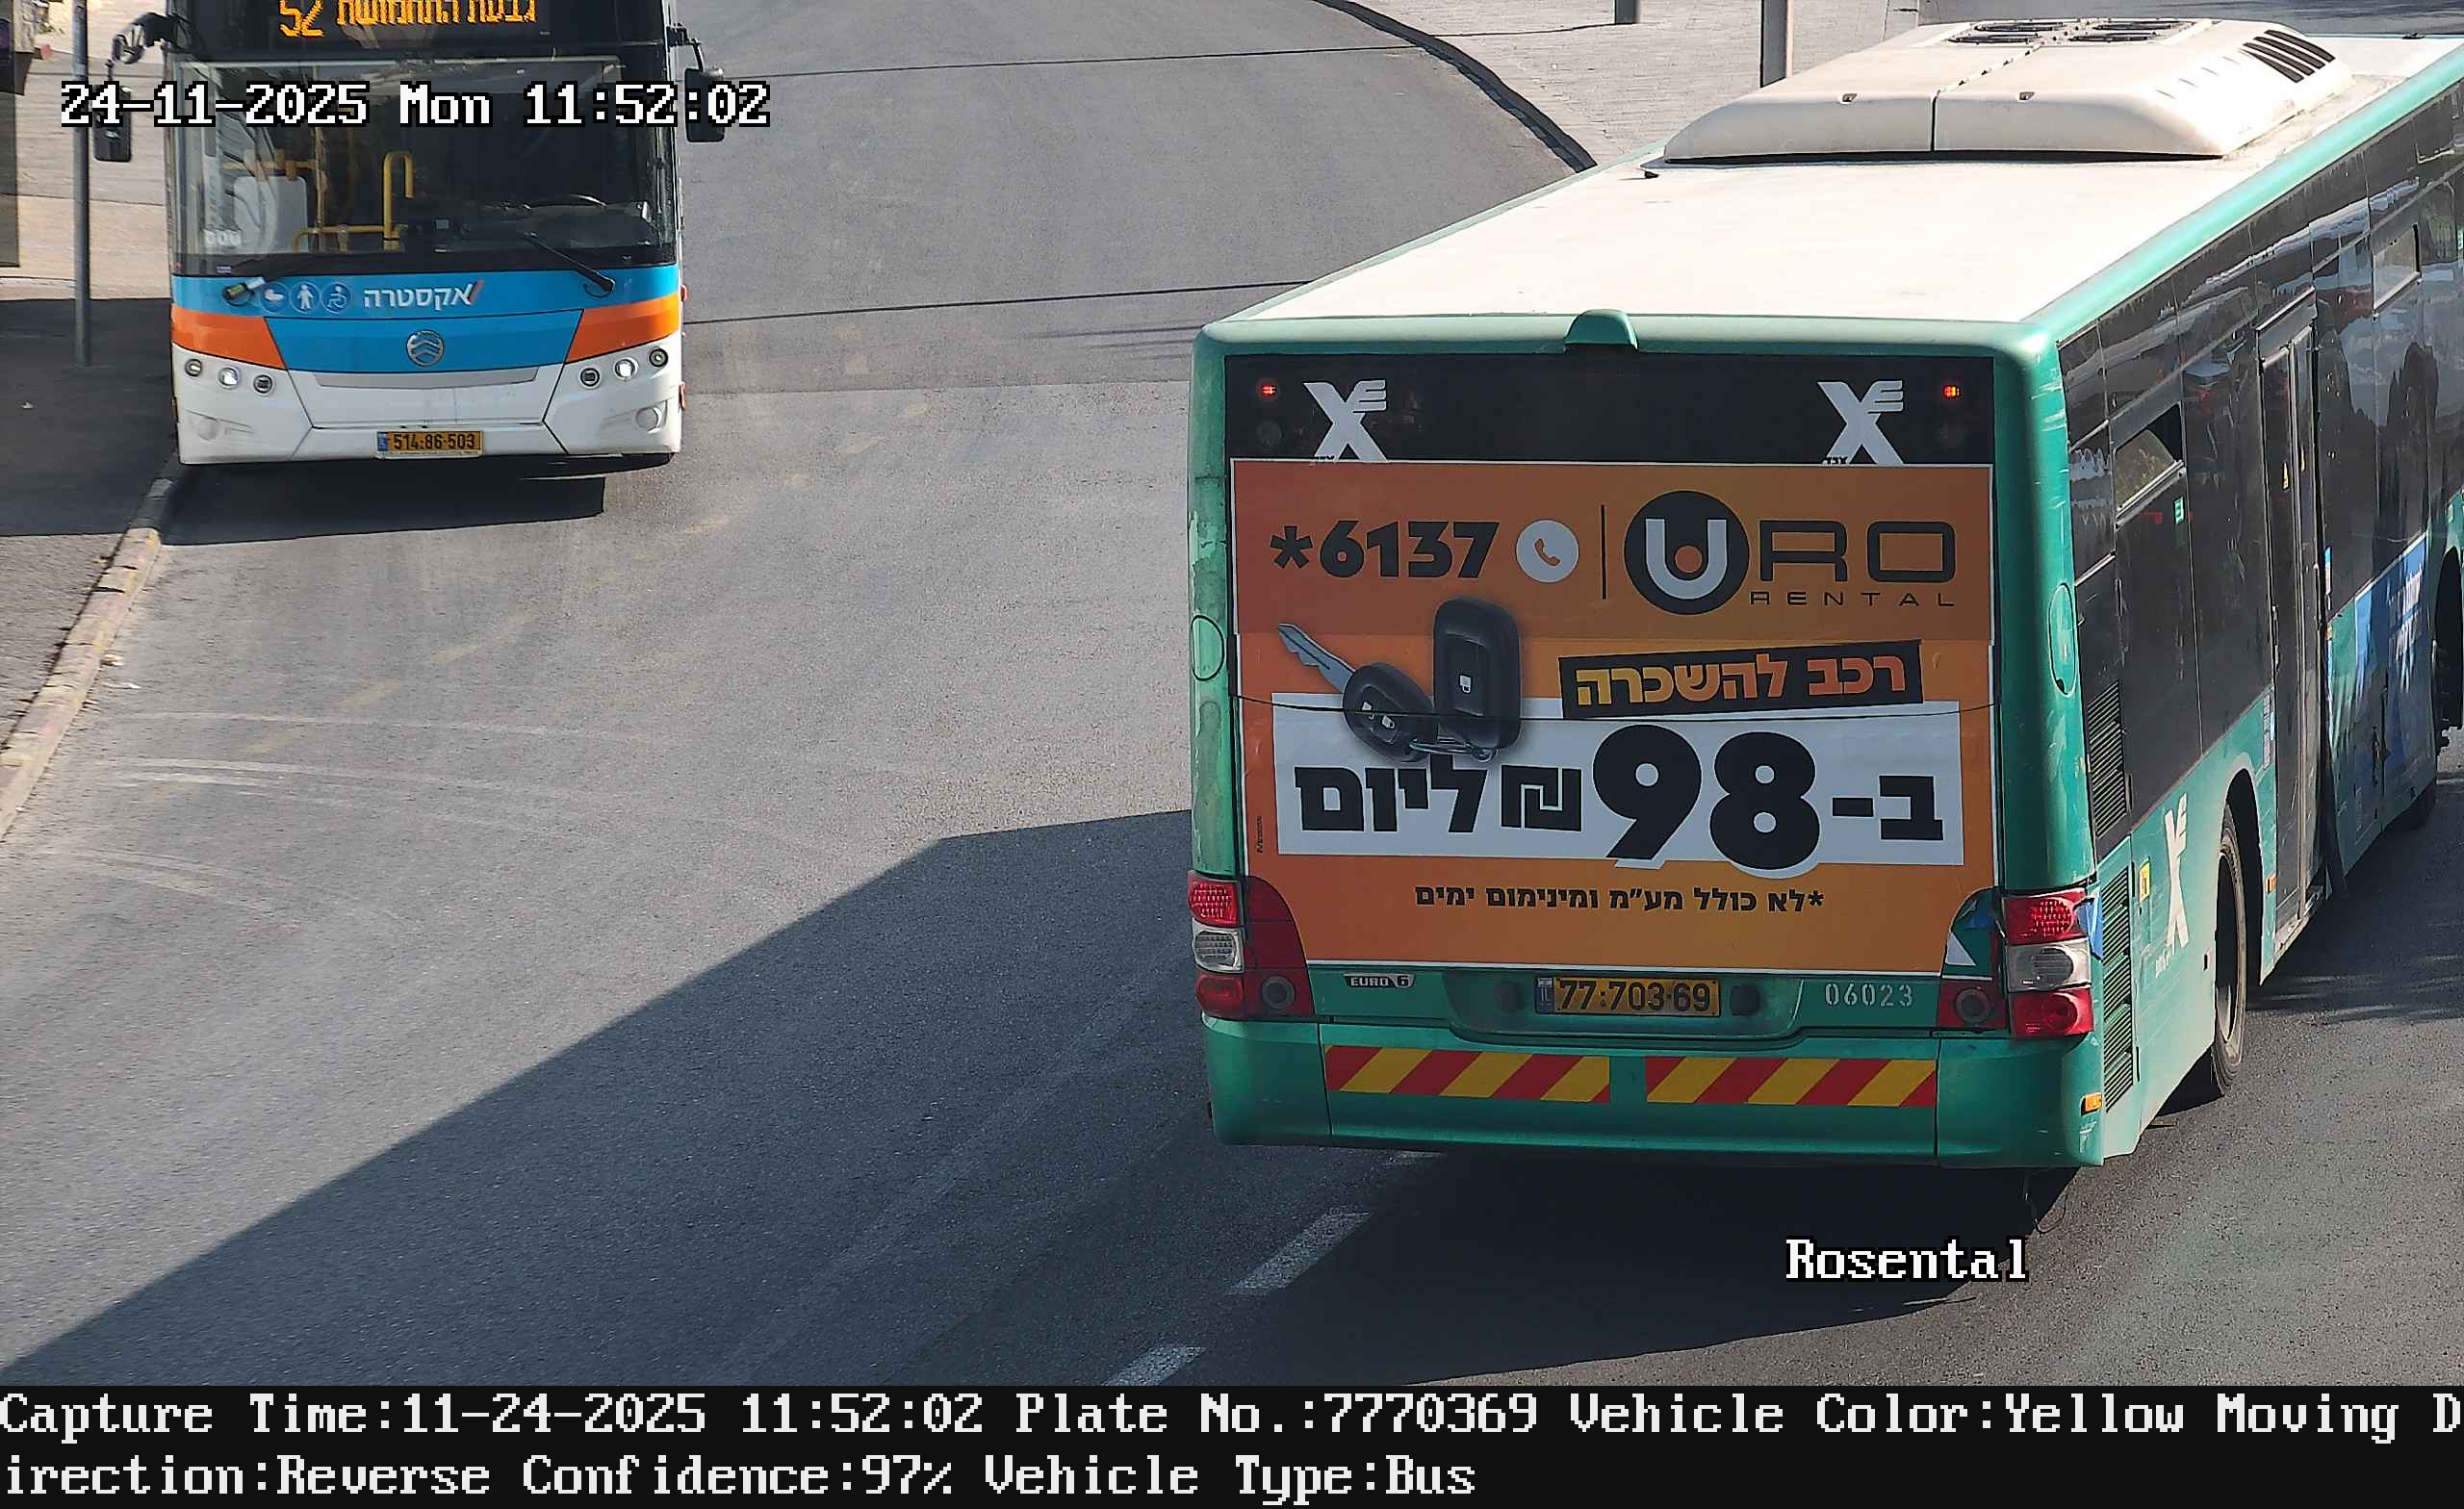 52
24-11-2025 Mon 11:52:02
אקסטרה
514-86-503
*6137
URO
RENTAL
רכב להשכרה
ב-98 ₪ ליום
*לא כולל מע"מ ומינימום ימים
EURO 6
77-703-69
06023
Rosental
Capture Time:11-24-2025 11:52:02 Plate No.:7770369 Vehicle Color:Yellow Moving D
irection:Reverse Confidence:97% Vehicle Type:Bus